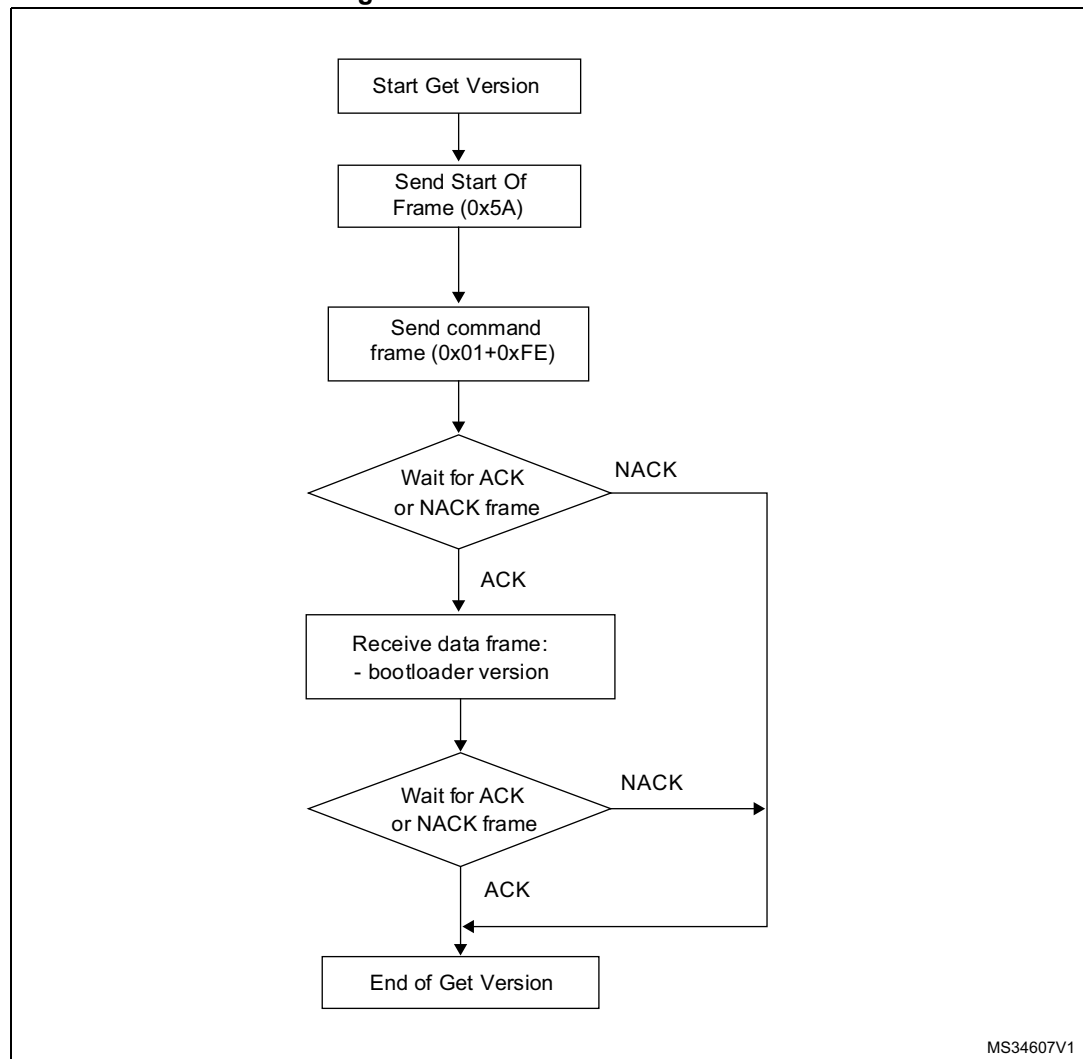 Start Get Version
Send Start Of
Frame (0x5A)
Send command
frame (0x01+0xFE)
Wait for ACK
or NACK frame
NACK
ACK
Receive data frame:
- bootloader version
Wait for ACK
or NACK frame
NACK
ACK
End of Get Version
MS34607V1